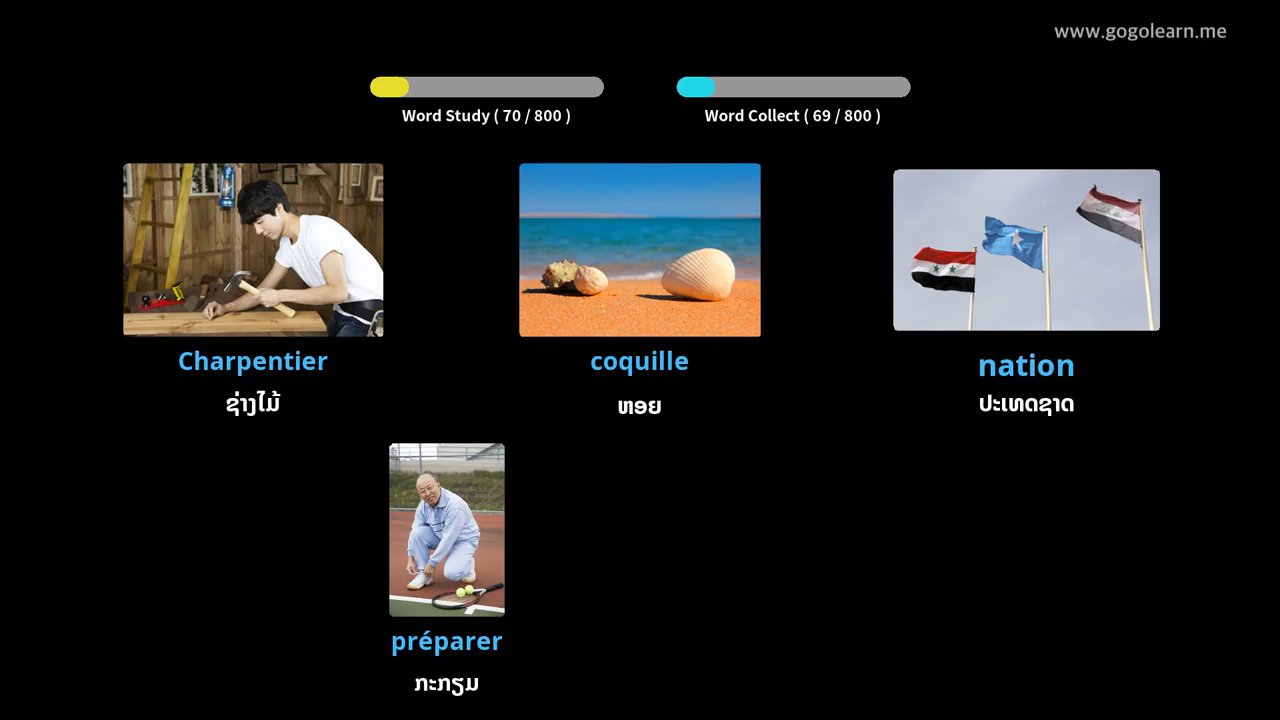 www.gogolearn.me
Word Study ( 70 / 800 )
Word Collect ( 69 / 800 )
Charpentier
ຊ່າງໄມ້
coquille
ຫອຍ
nation
ປະເທດຊາດ
préparer
ກະກຽມ